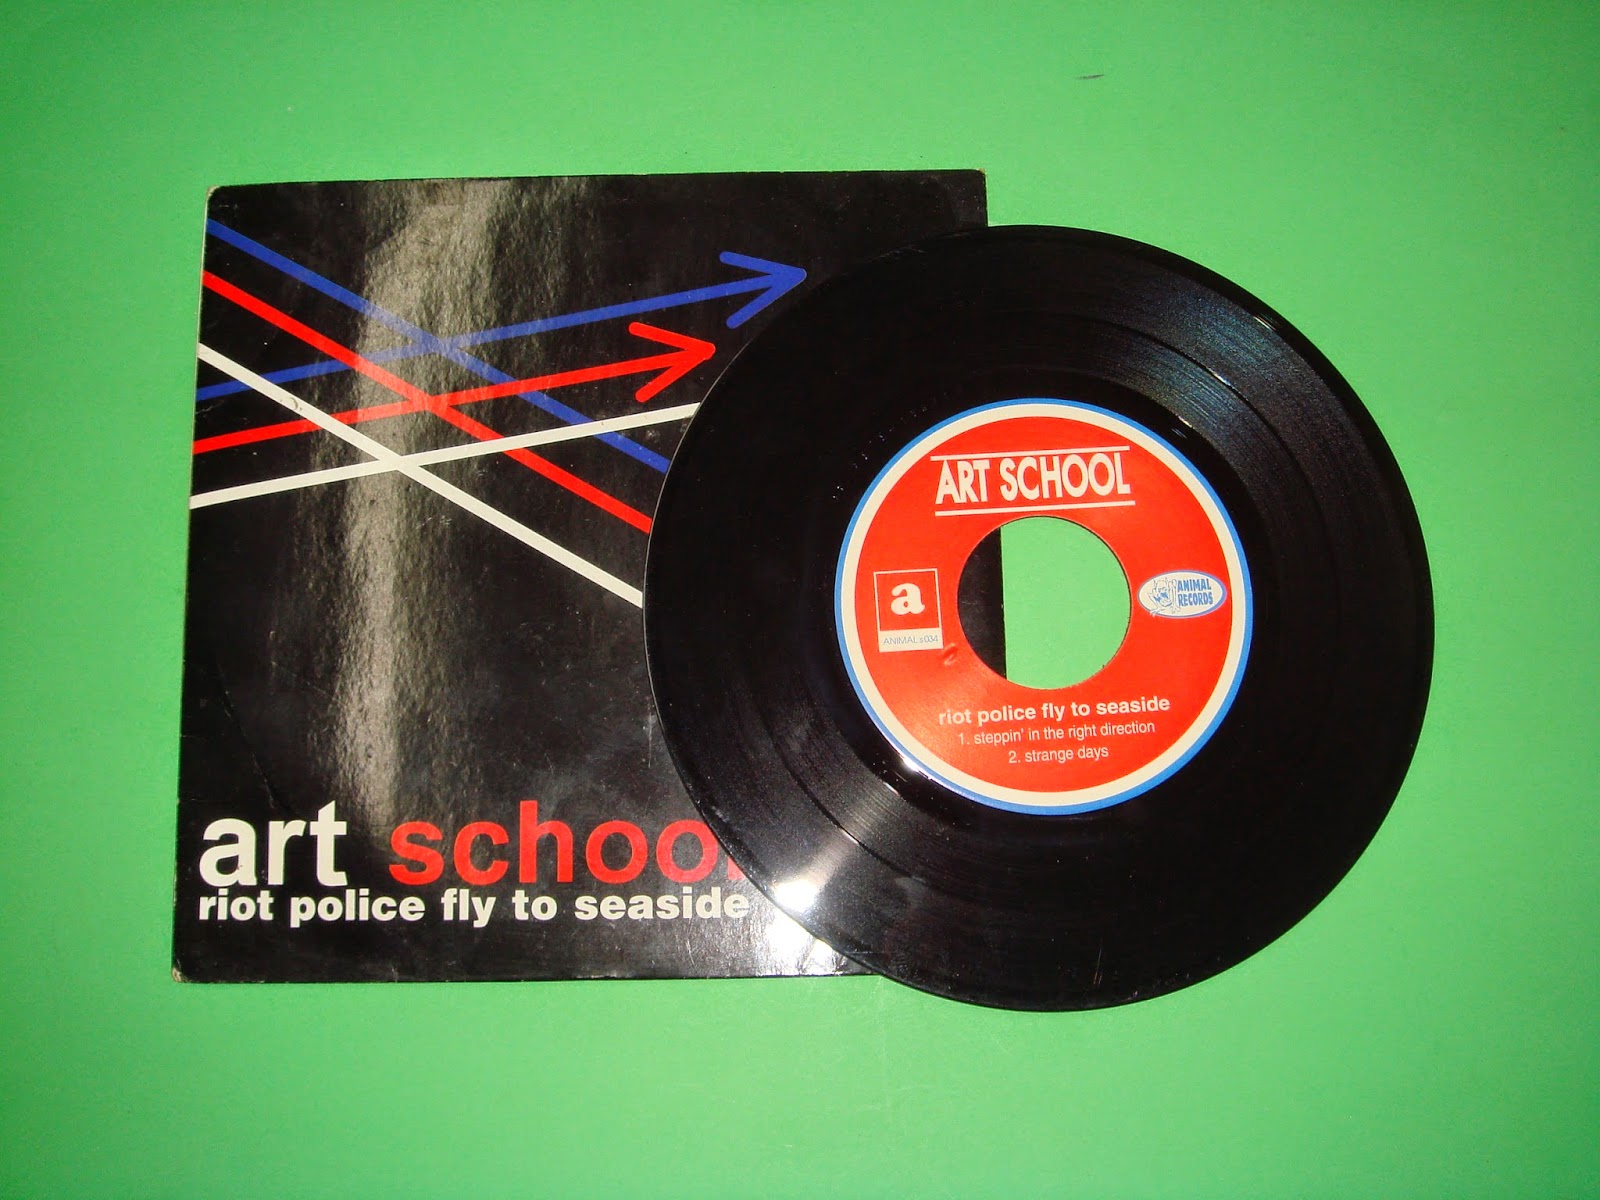 art school
riot police fly to seaside
ART SCHOOL
a
ANIMAL s034
ANIMAL
RECORDS
riot police fly to seaside
1. steppin' in the right direction
2. strange days